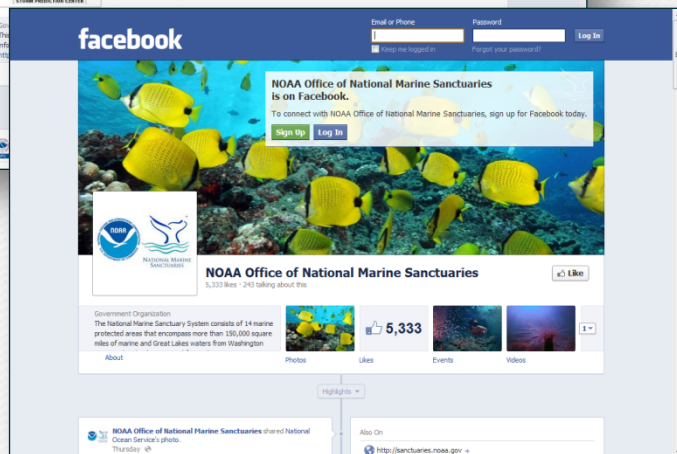 STORM PREDICTION CENTER
facebook
Email or Phone
Password
Log In
Keep me logged in
Forgot your password?
NOAA Office of National Marine Sanctuaries
is on Facebook.
To connect with NOAA Office of National Marine Sanctuaries, sign up for Facebook today.
Sign Up Log In
NOAA
NATIONAL MARINE
SANCTUARIES
NOAA Office of National Marine Sanctuaries
5,333 likes · 243 talking about this
Like
Government Organization
The National Marine Sanctuary System consists of 14 marine
protected areas that encompass more than 150,000 square
miles of marine and Great Lakes waters from Washington
About
Photos
5,333
Likes
Events
Videos
1
Highlights
NOAA Office of National Marine Sanctuaries shared National
Ocean Service's photo.
Thursday
Also On
http://sanctuaries.noaa.gov